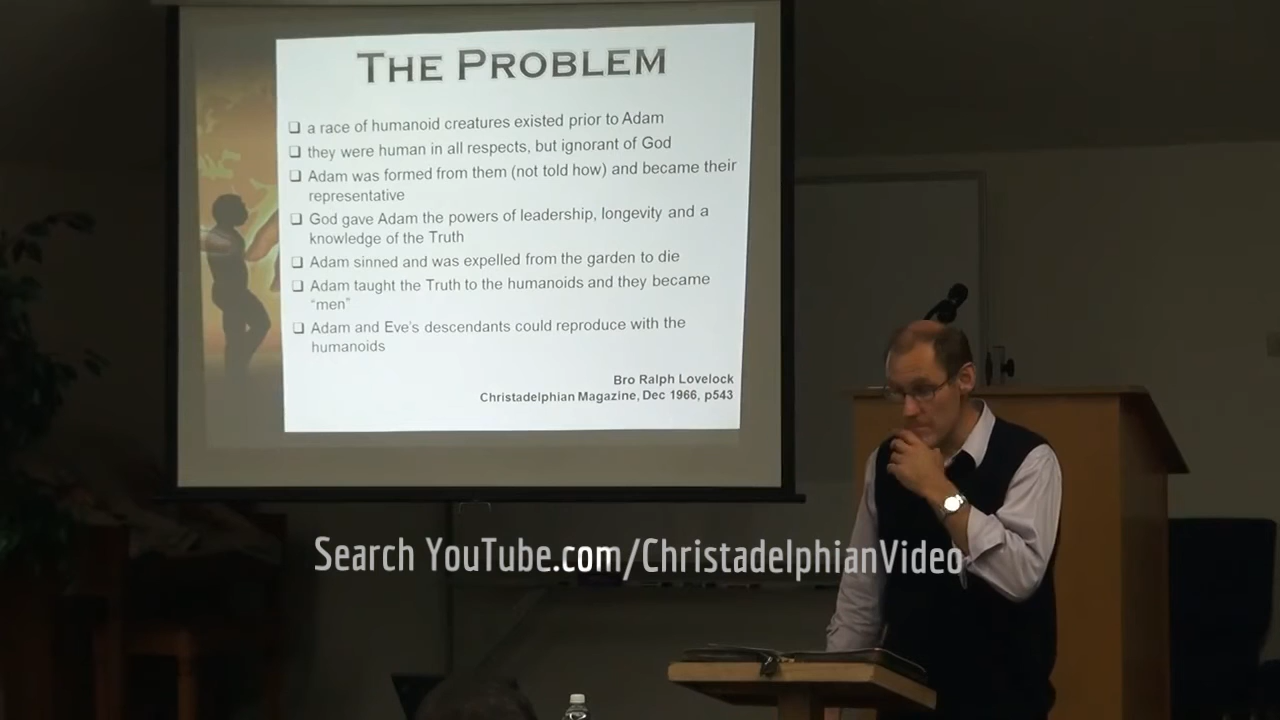 THE PROBLEM
❑ a race of humanoid creatures existed prior to Adam
❑ they were human in all respects, but ignorant of God
❑ Adam was formed from them (not told how) and became their
representative
❑ God gave Adam the powers of leadership, longevity and a
knowledge of the Truth
❑ Adam sinned and was expelled from the garden to die
❑ Adam taught the Truth to the humanoids and they became
“men”
❑ Adam and Eve’s descendants could reproduce with the
humanoids
Bro Ralph Lovelock
Christadelphian Magazine, Dec 1966, p543
Search YouTube.com/ChristadelphianVideo